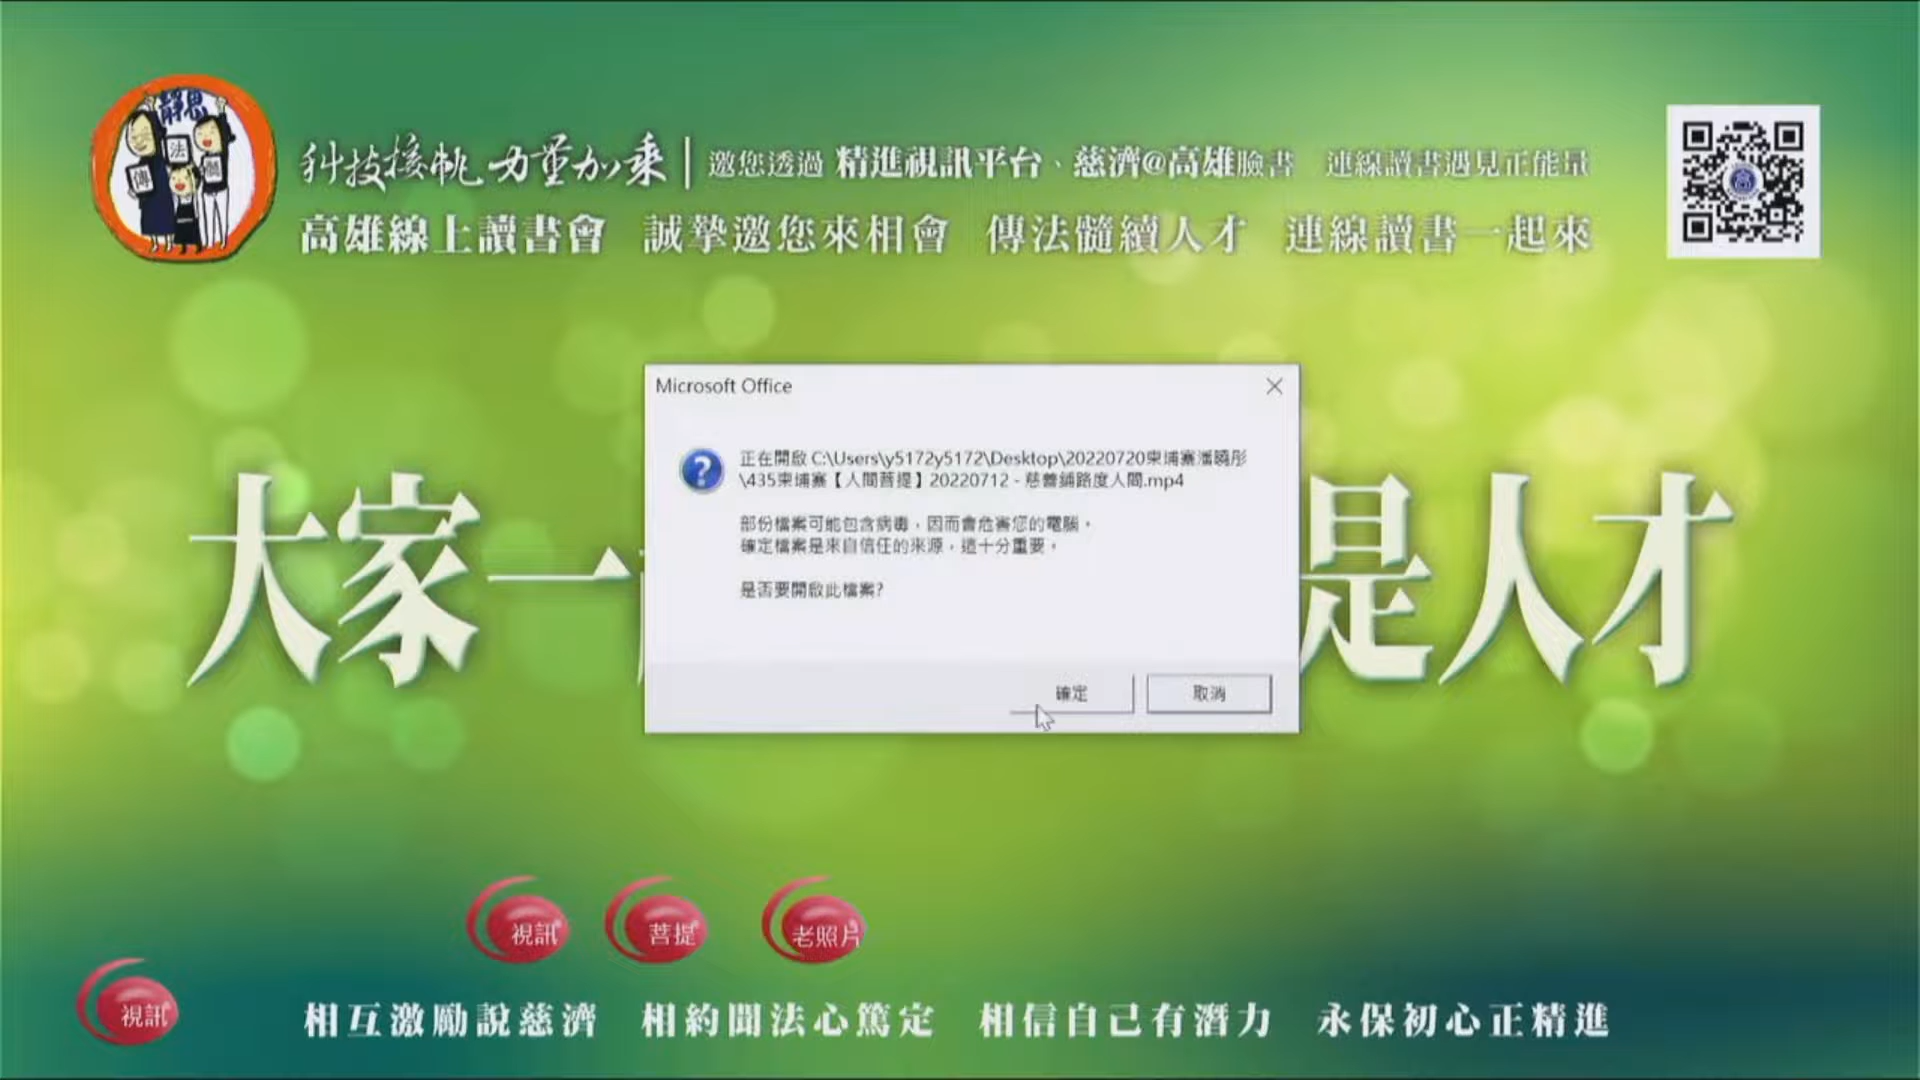 靜思
法
傳
科技接軌 力量加乘 | 邀您透過 精進視訊平台、慈濟@高雄臉書 連線讀書遇見正能量
高雄線上讀書會 誠摯邀您來相會 傳法髓續人才 連線讀書一起來
Microsoft Office
正在開啟 C:\Users\y5172y5172\Desktop\20220720柬埔寨潘曉彤
\435柬埔寨【人間菩提】20220712 - 慈善鋪路度人間.mp4
部份檔案可能包含病毒，因而會危害您的電腦。
確定檔案是來自信任的來源，這十分重要。
是否要開啟此檔案?
大家一 是人才
確定 取消
視訊 菩提 老照片
視訊
相互激勵說慈濟 相約聞法心篤定 相信自己有潛力 永保初心正精進